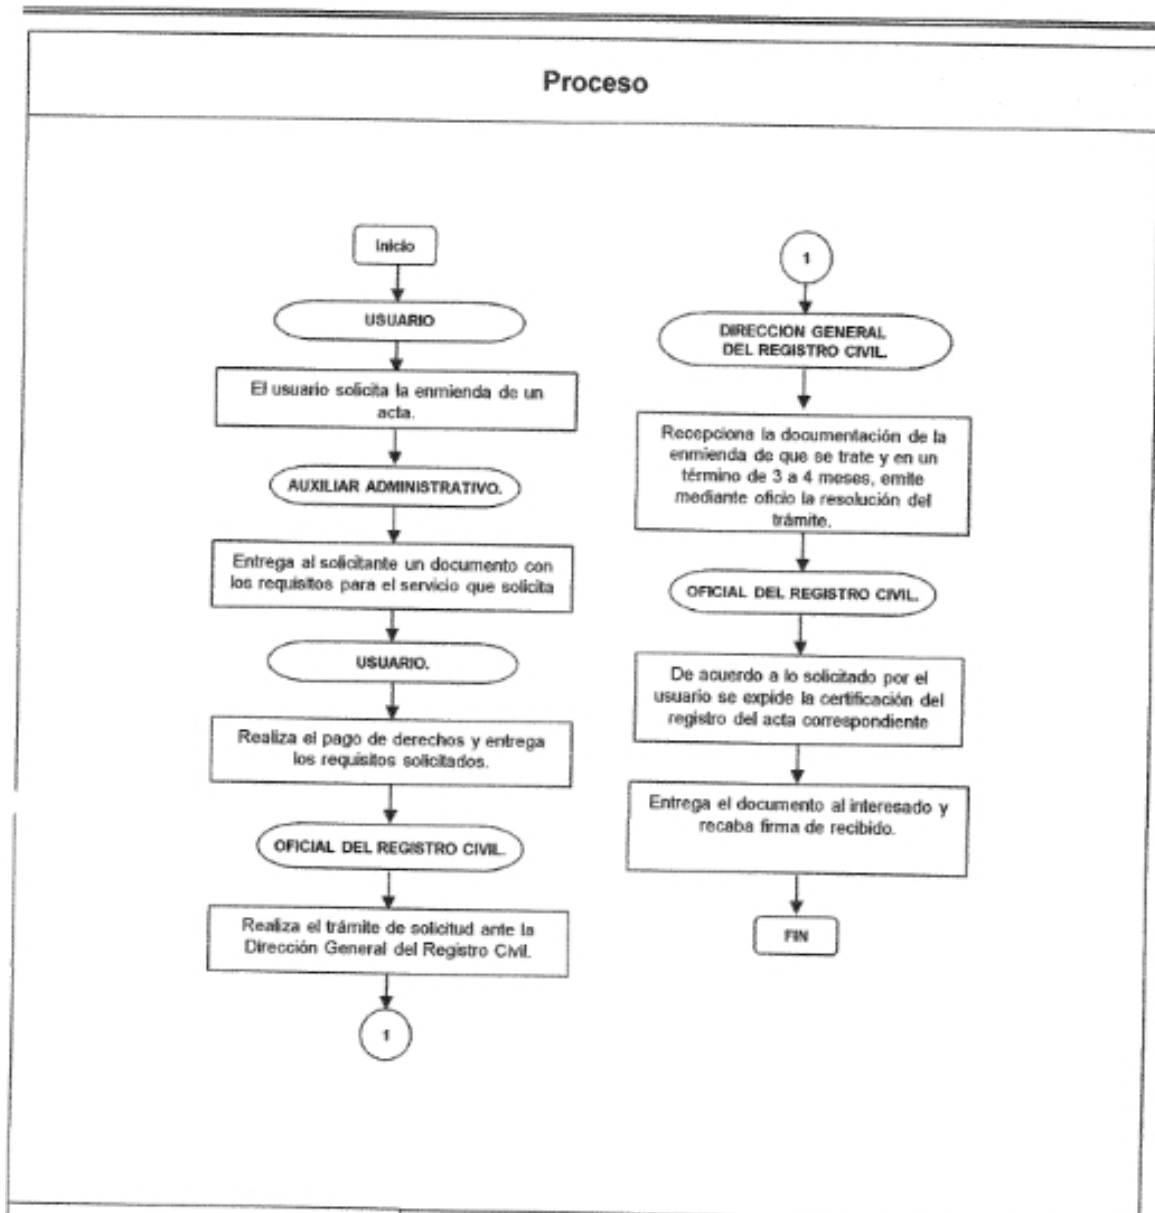 Proceso
Inicio
USUARIO
El usuario solicita la enmienda de un
acta.
AUXILIAR ADMINISTRATIVO.
Entrega al solicitante un documento con
los requisitos para el servicio que solicita
USUARIO.
Realiza el pago de derechos y entrega
los requisitos solicitados.
OFICIAL DEL REGISTRO CIVIL.
Realiza el trámite de solicitud ante la
Dirección General del Registro Civil.
1
1
DIRECCION GENERAL
DEL REGISTRO CIVIL.
Recepciona la documentación de la
enmienda de que se trate y en un
término de 3 a 4 meses, emite
mediante oficio la resolución del
trámite.
OFICIAL DEL REGISTRO CIVIL.
De acuerdo a lo solicitado por el
usuario se expide la certificación del
registro del acta correspondiente
Entrega el documento al interesado y
recaba firma de recibido.
FIN